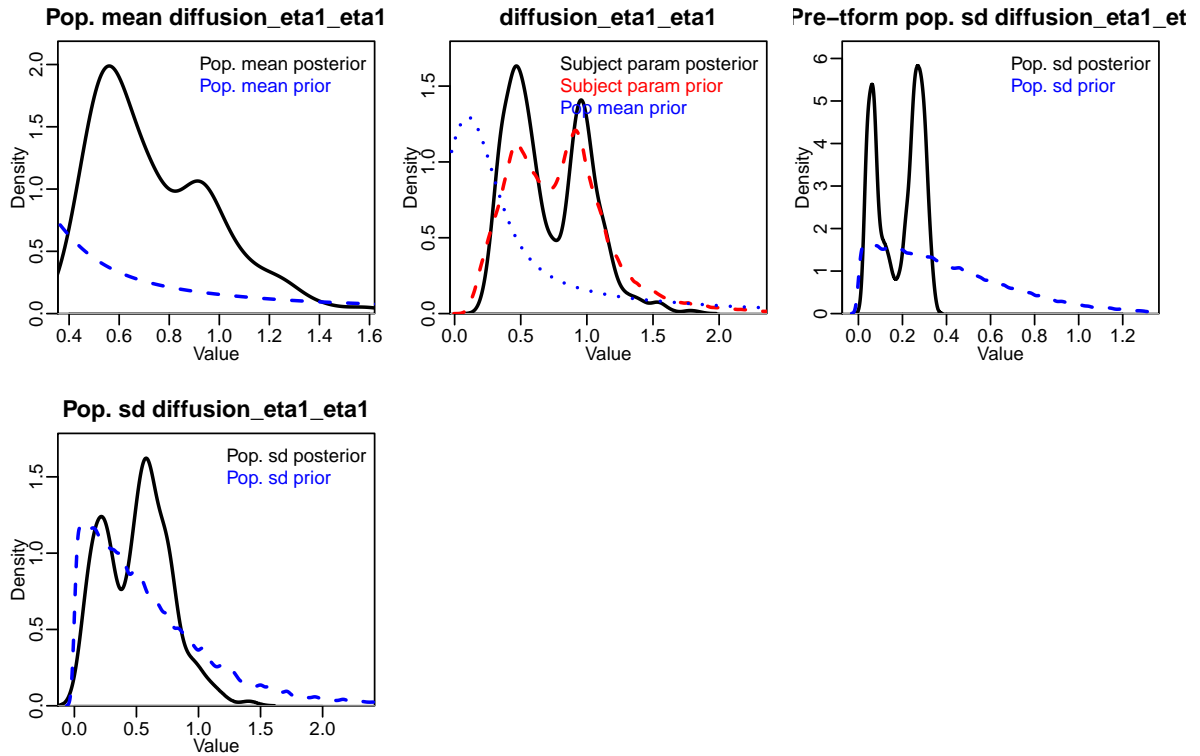 Pop. mean diffusion_eta1_eta1
Pop. mean posterior
Pop. mean prior
Density
0.0 0.5 1.0 1.5 2.0
0.4 0.6 0.8 1.0 1.2 1.4 1.6
Value
diffusion_eta1_eta1
Subject param posterior
Subject param prior
Pop mean prior
Density
0.0 0.5 1.0 1.5
0.0 0.5 1.0 1.5 2.0
Value
Pre−tform pop. sd diffusion_eta1_et
Pop. sd posterior
Pop. sd prior
Density
0 1 2 3 4 5 6
0.0 0.2 0.4 0.6 0.8 1.0 1.2
Value
Pop. sd diffusion_eta1_eta1
Pop. sd posterior
Pop. sd prior
Density
0.0 0.5 1.0 1.5
0.0 0.5 1.0 1.5 2.0
Value